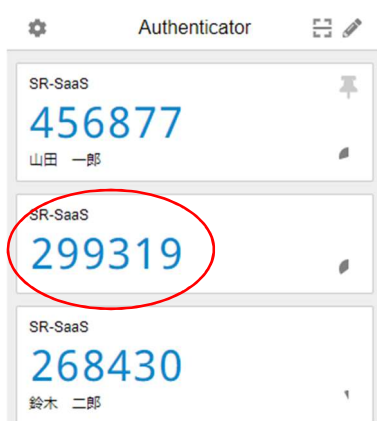 Authenticator
SR-SaaS
456877
山田　一郎
SR-SaaS
299319
SR-SaaS
268430
鈴木　二郎